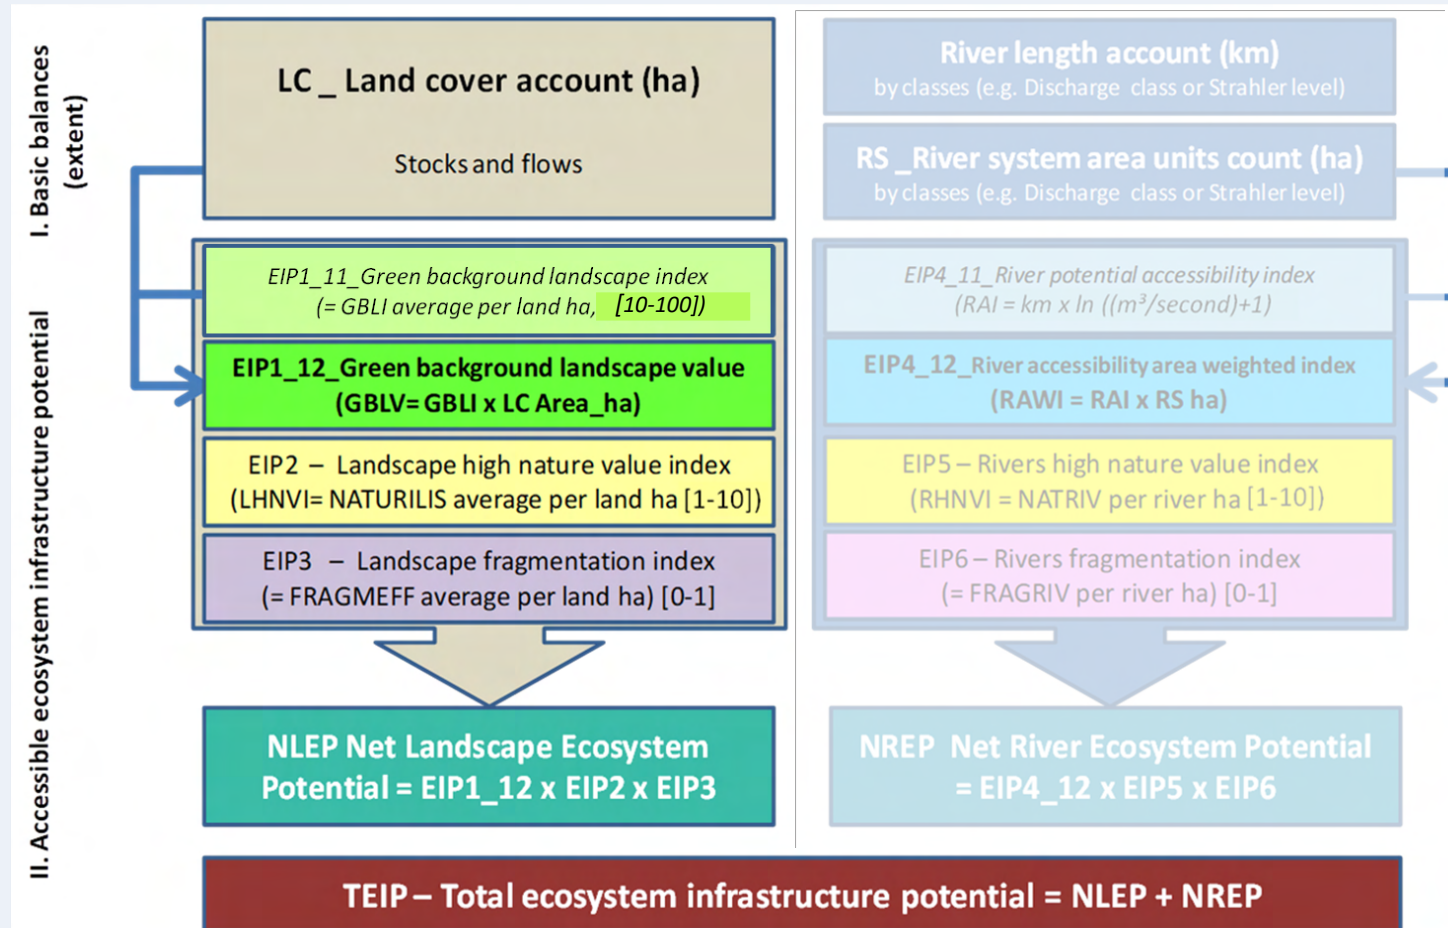 I. Basic balances
(extent)
LC _ Land cover account (ha)
Stocks and flows
EIP1_11_Green background landscape index
(= GBLI average per land ha, [10-100])
EIP1_12_Green background landscape value
(GBLV= GBLI x LC Area_ha)
EIP2 – Landscape high nature value index
(LHNVI= NATURILIS average per land ha [1-10])
EIP3 – Landscape fragmentation index
(= FRAGMEFF average per land ha) [0-1]
II. Accessible ecosystem infrastructure potential
NLEP Net Landscape Ecosystem
Potential = EIP1_12 x EIP2 x EIP3
River length account (km)
by classes (e.g. Discharge class or Strahler level)
RS _River system area units count (ha)
by classes (e.g. Discharge class or Strahler level)
EIP4_11_River potential accessibility index
(RAI = km x ln ((m³/second)+1)
EIP4_12_River accessibility area weighted index
(RAWI = RAI x RS ha)
EIP5 – Rivers high nature value index
(RHNVI = NATRIV per river ha [1-10])
EIP6 – Rivers fragmentation index
(= FRAGRIV per river ha) [0-1]
NREP Net River Ecosystem Potential
= EIP4_12 x EIP5 x EIP6
TEIP – Total ecosystem infrastructure potential = NLEP + NREP